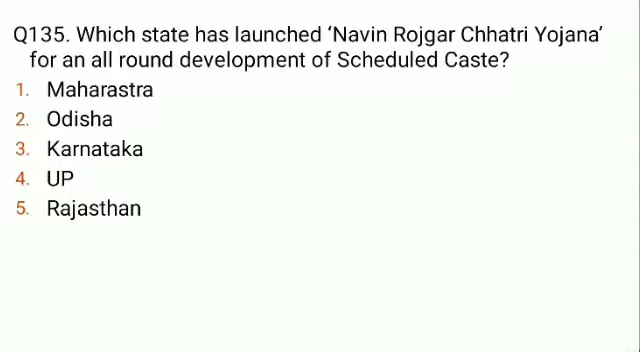 Q135. Which state has launched ‘Navin Rojgar Chhatri Yojana’
for an all round development of Scheduled Caste?
1. Maharastra
2. Odisha
3. Karnataka
4. UP
5. Rajasthan